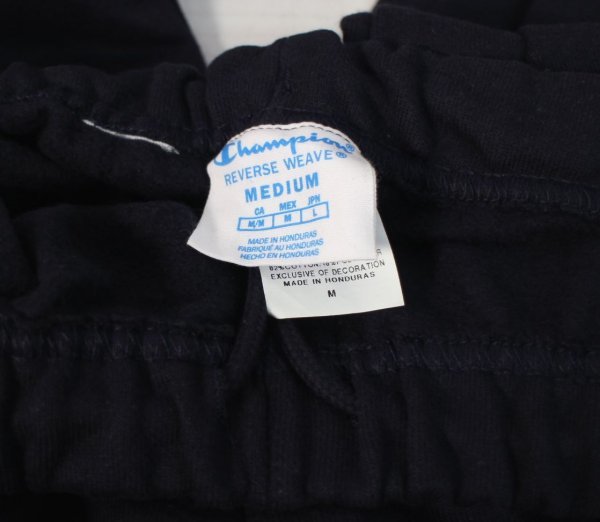 Champion®
REVERSE WEAVE®
MEDIUM
CA MEX JPN
M/M M L
MADE IN HONDURAS
FABRIQUÉ AU HONDURAS
HECHO EN HONDURAS
EXCLUSIVE OF DECORATION
MADE IN HONDURAS
M